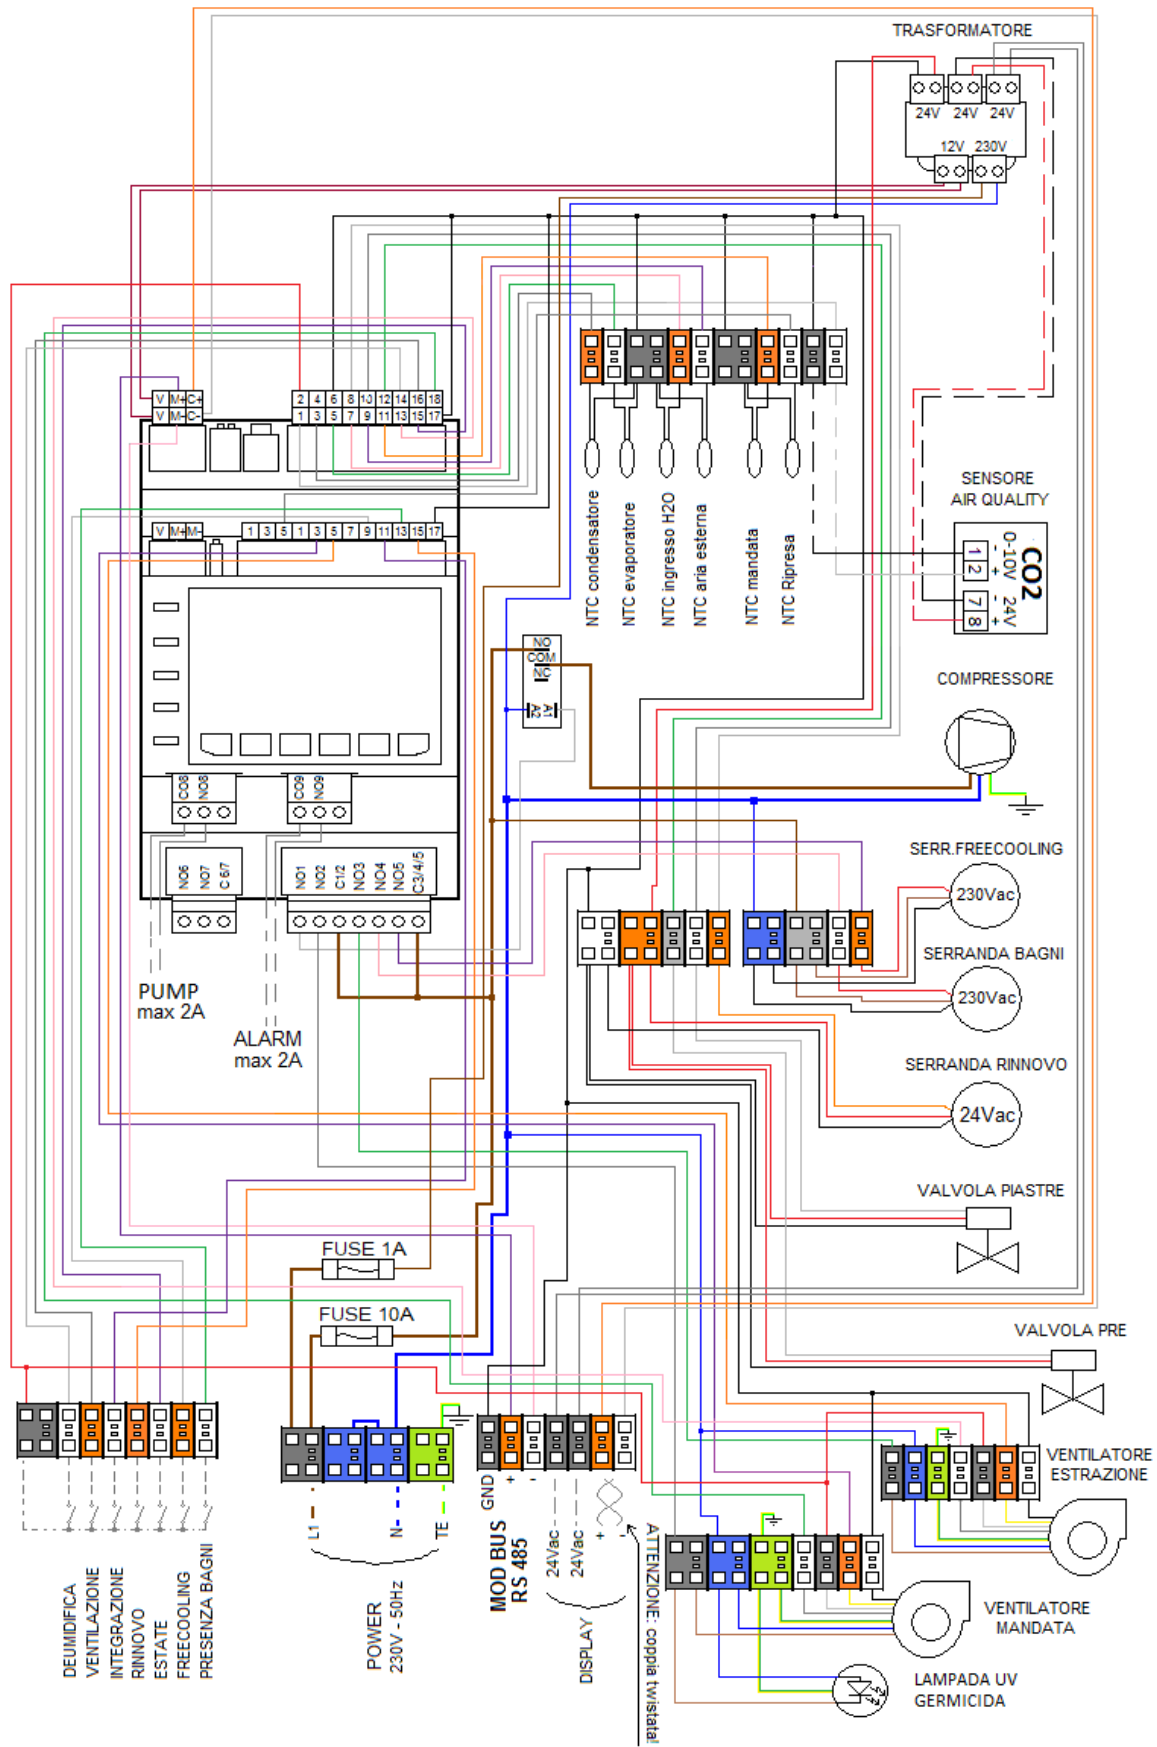 TRASFORMATORE
24V 24V 24V
12V 230V
V M+ C+
V M- C-
2 4 6 8 10 12 14 16 18
1 3 5 7 9 11 13 15 17
V M+ M-
1 3 5 1 3 5 7 9 11 13 15 17
NTC condensatore
NTC evaporatore
NTC ingresso H2O
NTC aria esterna
NTC mandata
NTC Ripresa
SENSORE
AIR QUALITY
1 -
2 +
0-10V
7 -
8 +
24V
CO2
NO
COM
NC
A2 A1
COMPRESSORE
CO8
NO8
CO9
NO9
NO6
NO7
C 6/7
NO1
NO2
C1/2
NO3
NO4
NO5
C3/4/5
PUMP
max 2A
ALARM
max 2A
SERR.FREECOOLING
230Vac
SERRANDA BAGNI
230Vac
SERRANDA RINNOVO
24Vac
VALVOLA PIASTRE
FUSE 1A
FUSE 10A
VALVOLA PRE
VENTILATORE
ESTRAZIONE
L1
N
TE
POWER
230V - 50Hz
GND
+
-
MOD BUS
RS 485
24Vac
24Vac
+
-
DISPLAY
ATTENZIONE: coppia twistata!
DEUMIDIFICA
VENTILAZIONE
INTEGRAZIONE
RINNOVO
ESTATE
FREECOOLING
PRESENZA BAGNI
VENTILATORE
MANDATA
LAMPADA UV
GERMICIDA